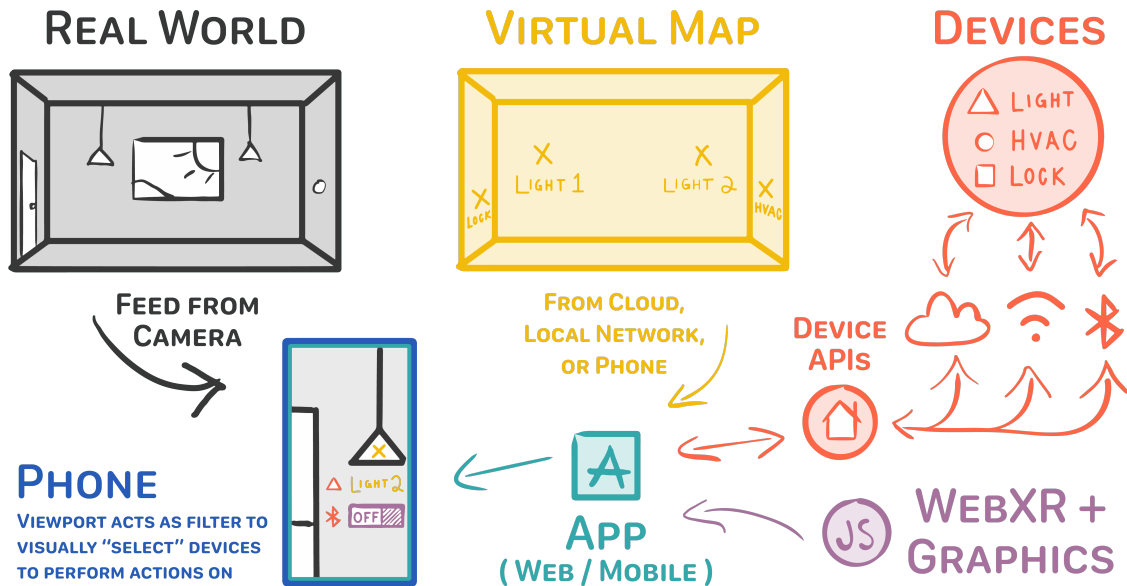 REAL WORLD
VIRTUAL MAP
DEVICES
LIGHT
HVAC
LOCK
LIGHT 1
LIGHT 2
LOCK
HVAC
FEED FROM
CAMERA
FROM CLOUD,
LOCAL NETWORK,
OR PHONE
DEVICE
APIS
PHONE
VIEWPORT ACTS AS FILTER TO
VISUALLY “SELECT” DEVICES
TO PERFORM ACTIONS ON
LIGHT 2
OFF
A
APP
( WEB / MOBILE )
JS
WEBXR +
GRAPHICS